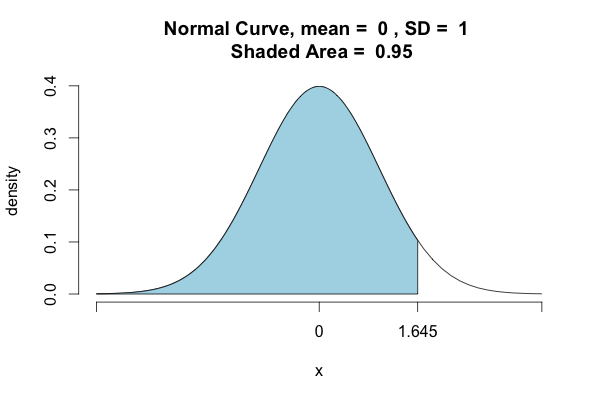 Normal Curve, mean =  0 , SD =  1
Shaded Area =  0.95
0.4
0.3
0.2
0.1
0.0
density
0
1.645
x